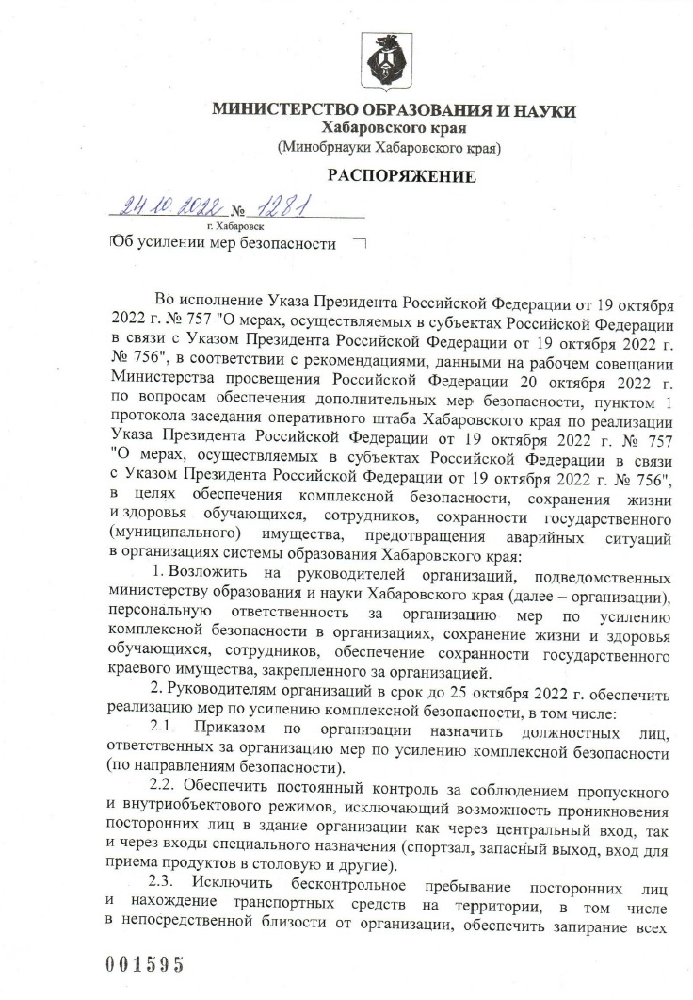 МИНИСТЕРСТВО ОБРАЗОВАНИЯ И НАУКИ
Хабаровского края
(Минобрнауки Хабаровского края)
РАСПОРЯЖЕНИЕ
24.10.2022 № 1281
г. Хабаровск
Об усилении мер безопасности
Во исполнение Указа Президента Российской Федерации от 19 октября
2022 г. № 757 "О мерах, осуществляемых в субъектах Российской Федерации
в связи с Указом Президента Российской Федерации от 19 октября 2022 г.
№ 756", в соответствии с рекомендациями, данными на рабочем совещании
Министерства просвещения Российской Федерации 20 октября 2022 г.
по вопросам обеспечения дополнительных мер безопасности, пунктом 1
протокола заседания оперативного штаба Хабаровского края по реализации
Указа Президента Российской Федерации от 19 октября 2022 г. № 757
"О мерах, осуществляемых в субъектах Российской Федерации в связи
с Указом Президента Российской Федерации от 19 октября 2022 г. № 756",
в целях обеспечения комплексной безопасности, сохранения жизни
и здоровья обучающихся, сотрудников, сохранности государственного
(муниципального) имущества, предотвращения аварийных ситуаций
в организациях системы образования Хабаровского края:
1. Возложить на руководителей организаций, подведомственных
министерству образования и науки Хабаровского края (далее – организации),
персональную ответственность за организацию мер по усилению
комплексной безопасности в организациях, сохранение жизни и здоровья
обучающихся, сотрудников, обеспечение сохранности государственного
краевого имущества, закрепленного за организацией.
2. Руководителям организаций в срок до 25 октября 2022 г. обеспечить
реализацию мер по усилению комплексной безопасности, в том числе:
2.1. Приказом по организации назначить должностных лиц,
ответственных за организацию мер по усилению комплексной безопасности
(по направлениям безопасности).
2.2. Обеспечить постоянный контроль за соблюдением пропускного
и внутриобъектового режимов, исключающий возможность проникновения
посторонних лиц в здание организации как через центральный вход, так
и через входы специального назначения (спортзал, запасный выход, вход для
приема продуктов в столовую и другие).
2.3. Исключить бесконтрольное пребывание посторонних лиц
и нахождение транспортных средств на территории, в том числе
в непосредственной близости от организации, обеспечить запирание всех
001595